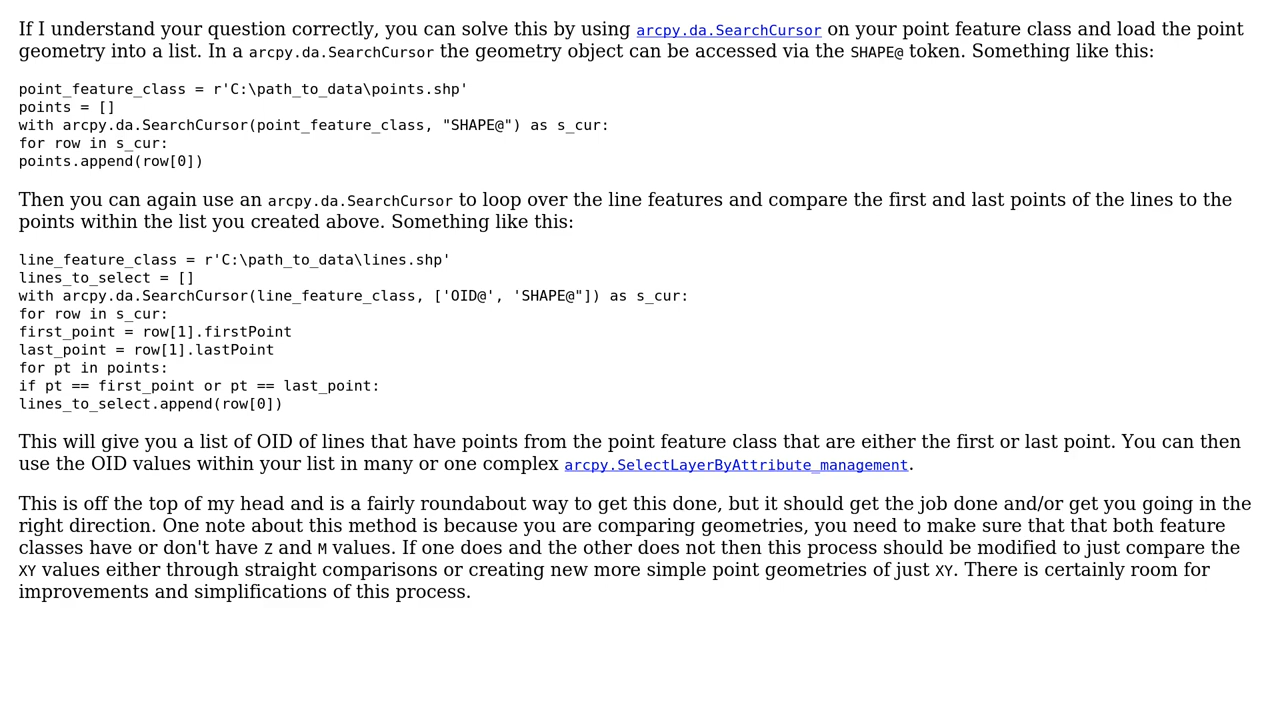 If I understand your question correctly, you can solve this by using arcpy.da.SearchCursor on your point feature class and load the point
geometry into a list. In a arcpy.da.SearchCursor the geometry object can be accessed via the SHAPE@ token. Something like this:
point_feature_class = r'C:\path_to_data\points.shp'
points = []
with arcpy.da.SearchCursor(point_feature_class, "SHAPE@") as s_cur:
for row in s_cur:
points.append(row[0])
Then you can again use an arcpy.da.SearchCursor to loop over the line features and compare the first and last points of the lines to the
points within the list you created above. Something like this:
line_feature_class = r'C:\path_to_data\lines.shp'
lines_to_select = []
with arcpy.da.SearchCursor(line_feature_class, ['OID@', 'SHAPE@"]) as s_cur:
for row in s_cur:
first_point = row[1].firstPoint
last_point = row[1].lastPoint
for pt in points:
if pt == first_point or pt == last_point:
lines_to_select.append(row[0])
This will give you a list of OID of lines that have points from the point feature class that are either the first or last point. You can then
use the OID values within your list in many or one complex arcpy.SelectLayerByAttribute_management.
This is off the top of my head and is a fairly roundabout way to get this done, but it should get the job done and/or get you going in the
right direction. One note about this method is because you are comparing geometries, you need to make sure that that both feature
classes have or don't have Z and M values. If one does and the other does not then this process should be modified to just compare the
XY values either through straight comparisons or creating new more simple point geometries of just XY. There is certainly room for
improvements and simplifications of this process.